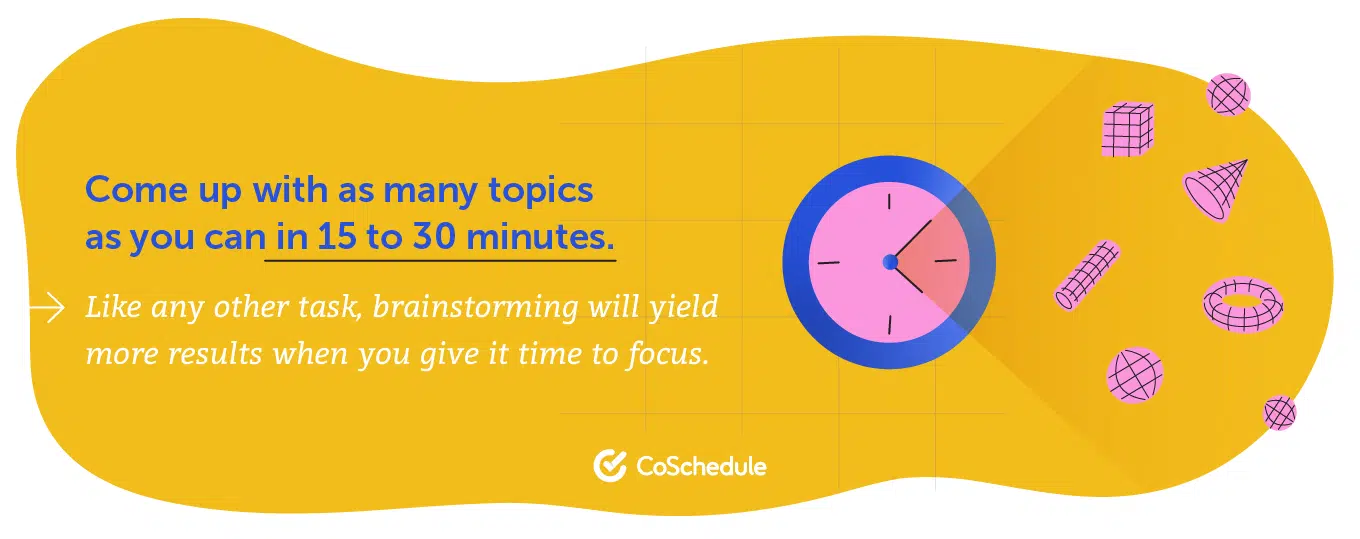 Come up with as many topics
as you can in 15 to 30 minutes.
Like any other task, brainstorming will yield
more results when you give it time to focus.
CoSchedule